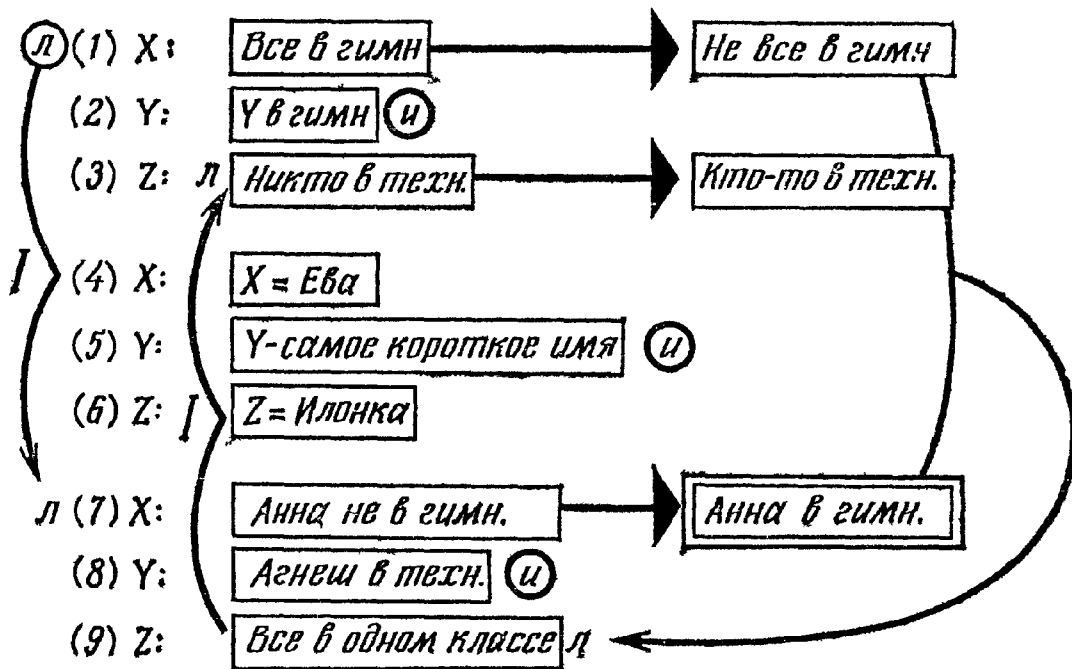 л (1) X: Все в гимн Не все в гимн
(2) Y: Y в гимн и
(3) Z: л Никто в техн. Кто-то в техн.
I (4) X: X = Ева
(5) Y: Y-самое короткое имя и
(6) Z: I Z = Илонка
л (7) X: Анна не в гимн. Анна в гимн.
(8) Y: Агнеш в техн. и
(9) Z: Все в одном классе л